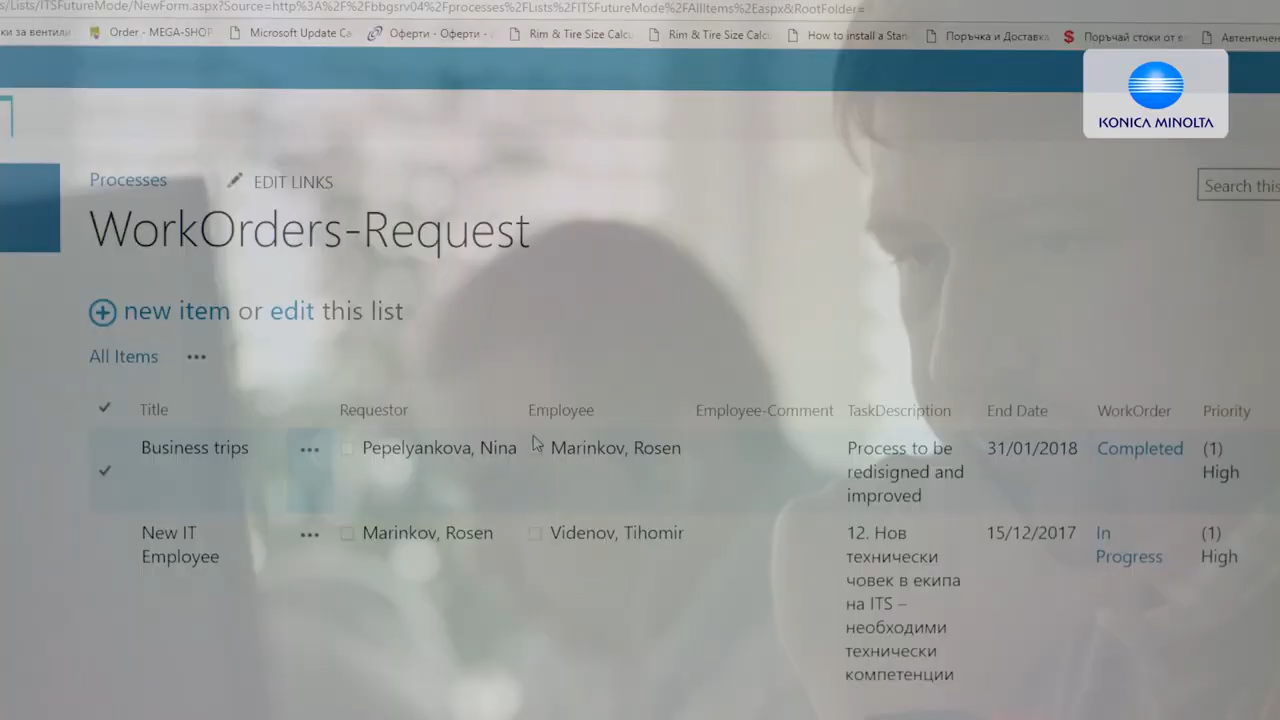 s/Lists/ITSFutureMode/NewForm.aspx?Source=http%3A%2F%2Fbbgsrv04%2Fprocesses%2FLists%2FITSFutureMode%2FAllItems%2Easpx&RootFolder=
ки за вентили Order - MEGA-SHOP Microsoft Update Ca Оферти - Оферти - Rim & Tire Size Calcu Rim & Tire Size Calcu How to install a Stan Поръчка и Доставка Поръчай стоки от в Автентичен
KONICA MINOLTA
Processes EDIT LINKS
Search this
WorkOrders-Request
new item or edit this list
All Items •••
Title Requestor Employee Employee-Comment TaskDescription End Date WorkOrder Priority
Business trips ••• Pepelyankova, Nina Marinkov, Rosen Process to be 31/01/2018 Completed (1)
redisigned and High
improved
New IT ••• Marinkov, Rosen Videnov, Tihomir 12. Нов 15/12/2017 In (1)
Employee технически Progress High
човек в екипа
на ITS –
необходими
технически
компетенции